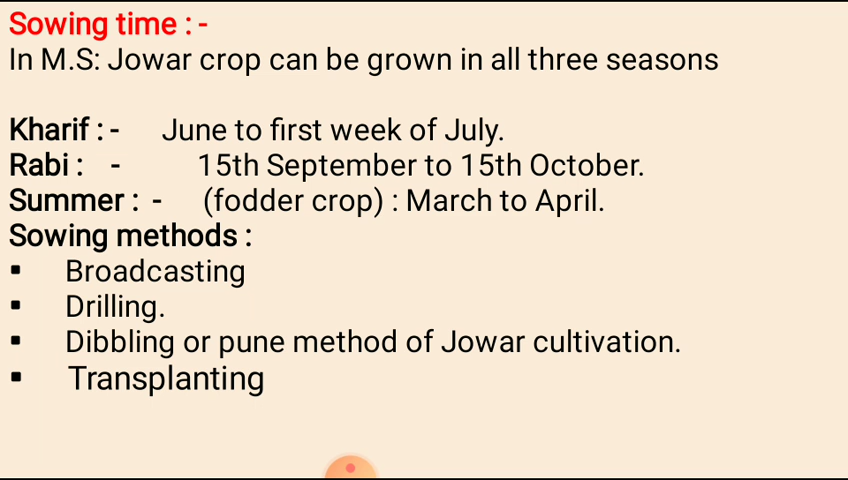 Sowing time : -
In M.S: Jowar crop can be grown in all three seasons
Kharif : - June to first week of July.
Rabi : - 15th September to 15th October.
Summer : - (fodder crop) : March to April.
Sowing methods :
▪ Broadcasting
▪ Drilling.
▪ Dibbling or pune method of Jowar cultivation.
▪ Transplanting